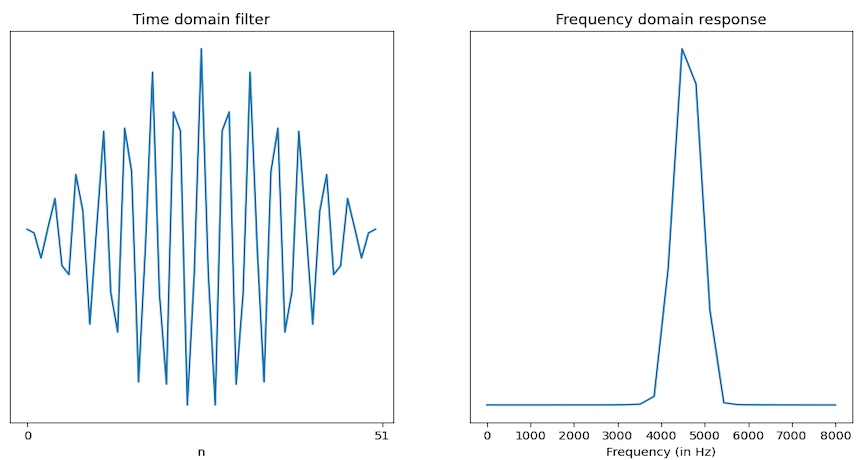 Time domain filter
0 51
n
Frequency domain response
0 1000 2000 3000 4000 5000 6000 7000 8000
Frequency (in Hz)